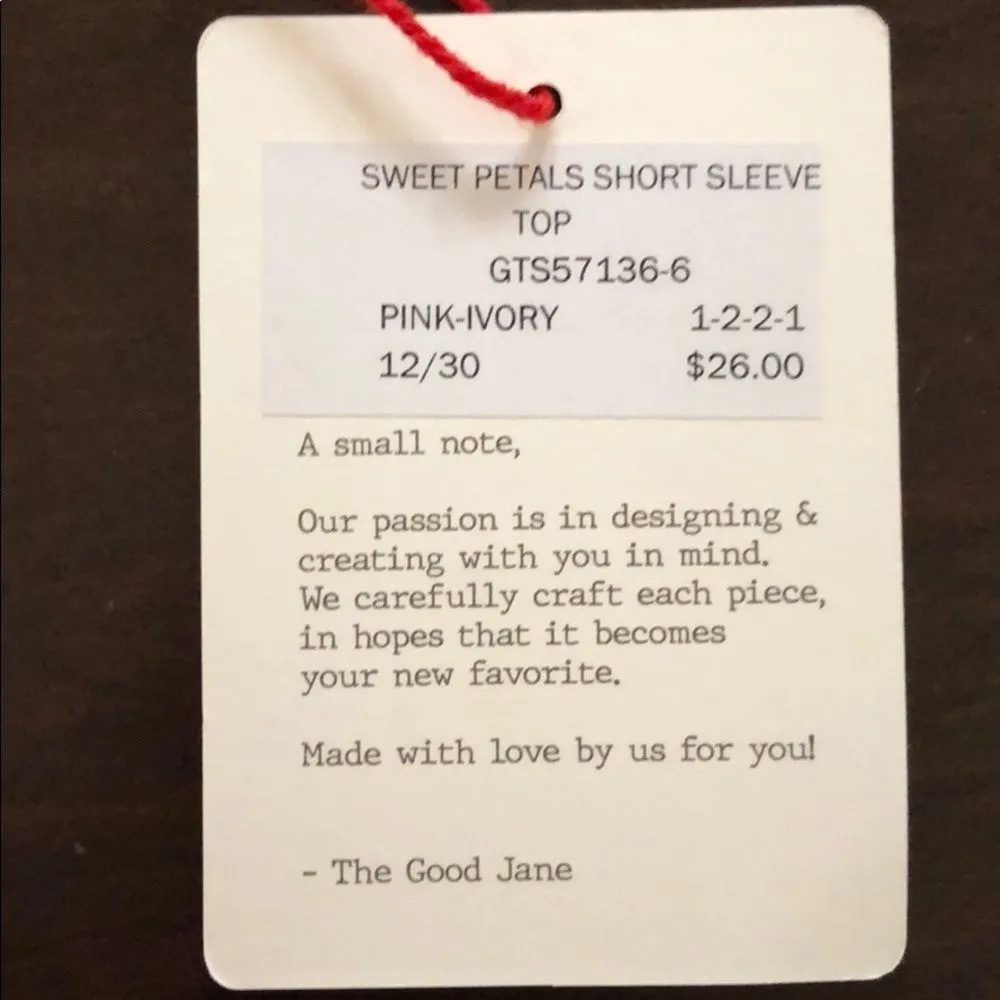 SWEET PETALS SHORT SLEEVE
TOP
GTS57136-6
PINK-IVORY 1-2-2-1
12/30 $26.00
A small note,
Our passion is in designing &
creating with you in mind.
We carefully craft each piece,
in hopes that it becomes
your new favorite.
Made with love by us for you!
- The Good Jane